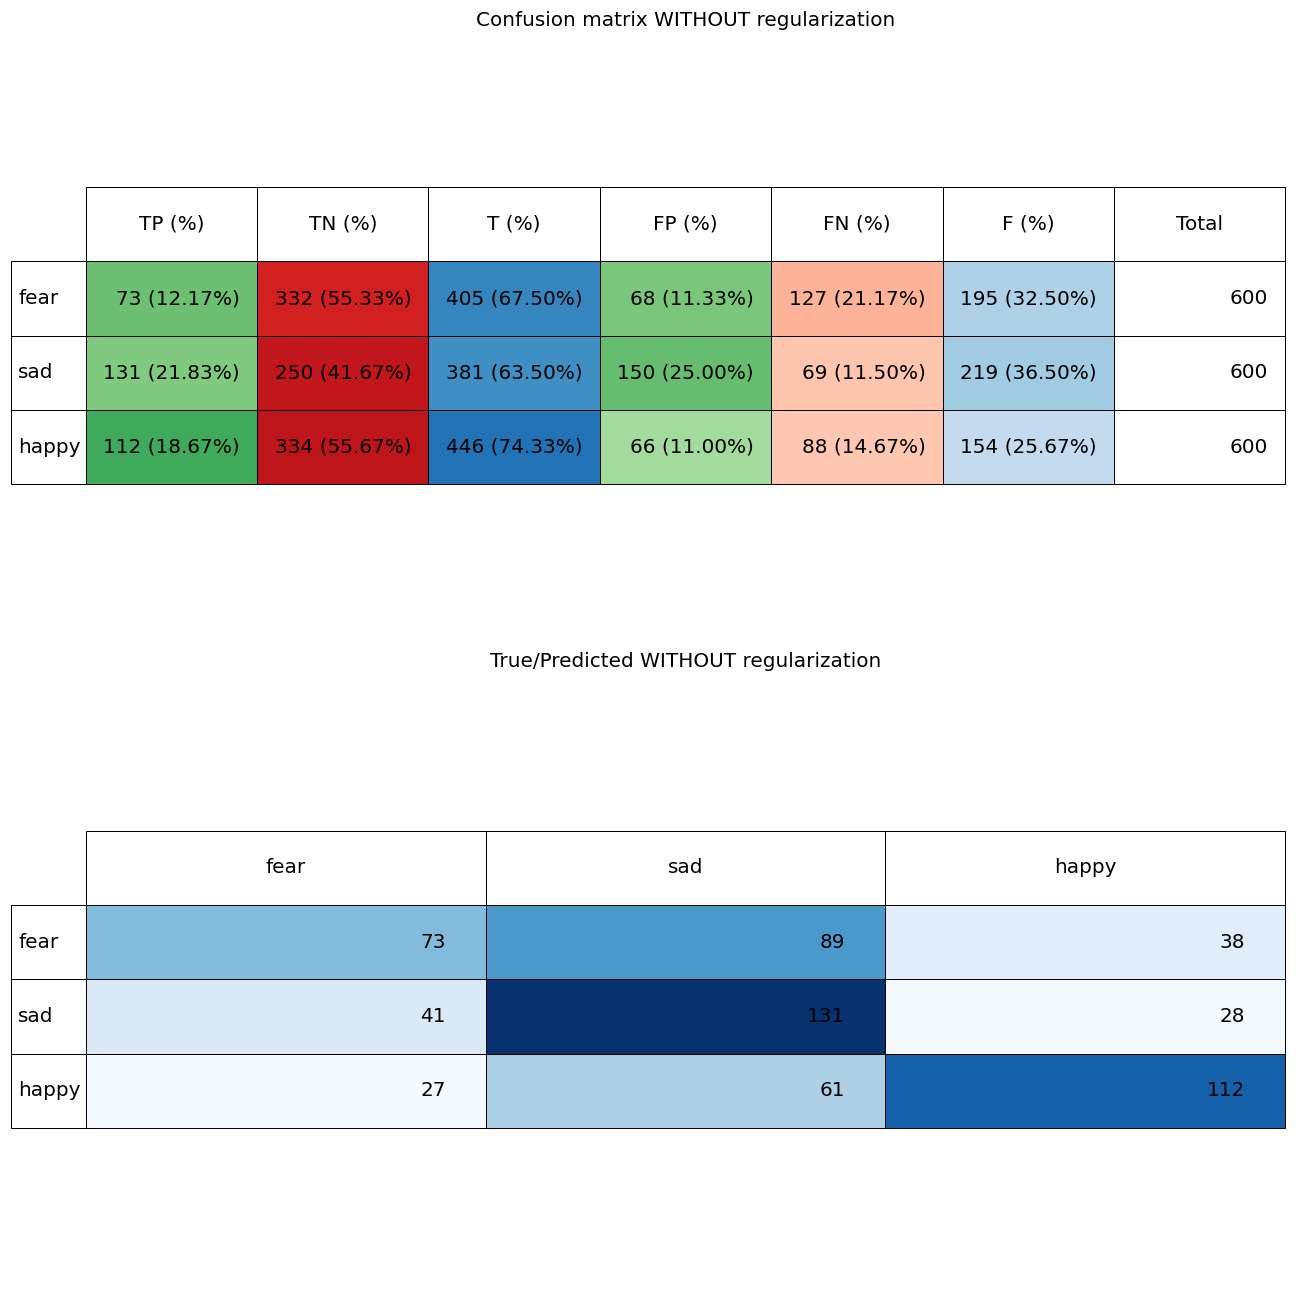 Confusion matrix WITHOUT regularization
TP (%) TN (%) T (%) FP (%) FN (%) F (%) Total
fear 73 (12.17%) 332 (55.33%) 405 (67.50%) 68 (11.33%) 127 (21.17%) 195 (32.50%) 600
sad 131 (21.83%) 250 (41.67%) 381 (63.50%) 150 (25.00%) 69 (11.50%) 219 (36.50%) 600
happy 112 (18.67%) 334 (55.67%) 446 (74.33%) 66 (11.00%) 88 (14.67%) 154 (25.67%) 600
True/Predicted WITHOUT regularization
fear sad happy
fear 73 89 38
sad 41 131 28
happy 27 61 112